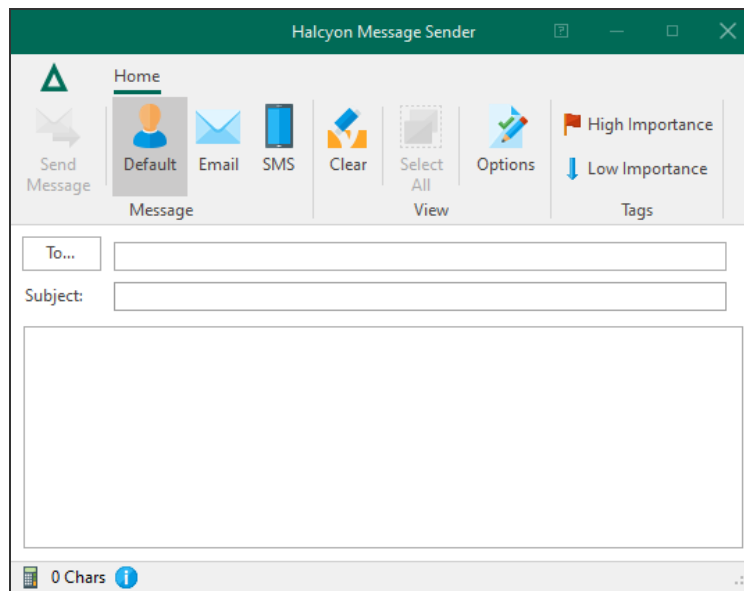 Halcyon Message Sender
Home
Send Message
Default
Email
SMS
Clear
Select All
Options
High Importance
Low Importance
Message
View
Tags
To...
Subject:
0 Chars